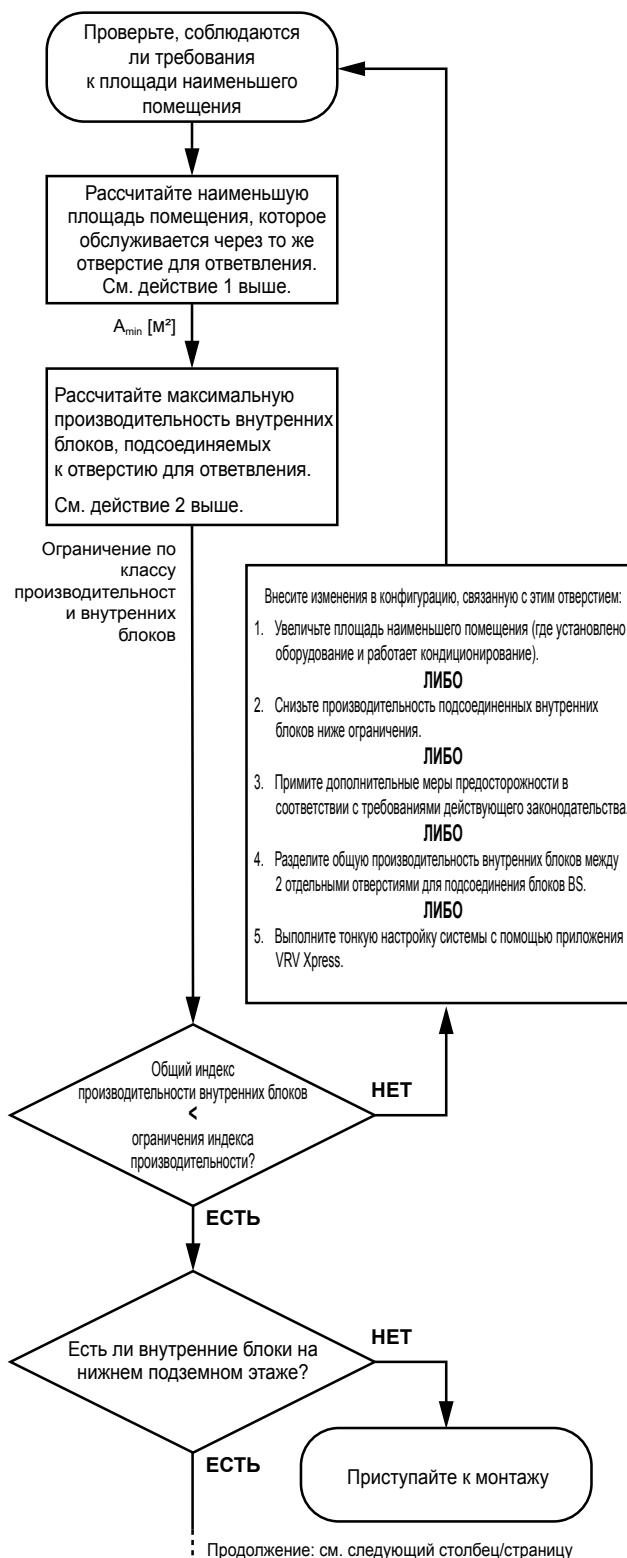 Проверьте, соблюдаются
ли требования
к площади наименьшего
помещения
Рассчитайте наименьшую
площадь помещения, которое
обслуживается через то же
отверстие для ответвления.
См. действие 1 выше.
Amin [м²]
Рассчитайте максимальную
производительность внутренних
блоков, подсоединяемых
к отверстию для ответвления.
См. действие 2 выше.
Ограничение по
классу
производительност
и внутренних
блоков
Внесите изменения в конфигурацию, связанную с этим отверстием:
1. Увеличьте площадь наименьшего помещения (где установлено
оборудование и работает кондиционирование).
ЛИБО
2. Снизьте производительность подсоединенных внутренних
блоков ниже ограничения.
ЛИБО
3. Примите дополнительные меры предосторожности в
соответствии с требованиями действующего законодательства.
ЛИБО
4. Разделите общую производительность внутренних блоков между
2 отдельными отверстиями для подсоединения блоков BS.
ЛИБО
5. Выполните тонкую настройку системы с помощью приложения
VRV Xpress.
Общий индекс
производительности внутренних блоков
<
ограничения индекса
производительности?
НЕТ
ЕСТЬ
Есть ли внутренние блоки на
нижнем подземном этаже?
НЕТ
ЕСТЬ
Приступайте к монтажу
Продолжение: см. следующий столбец/страницу